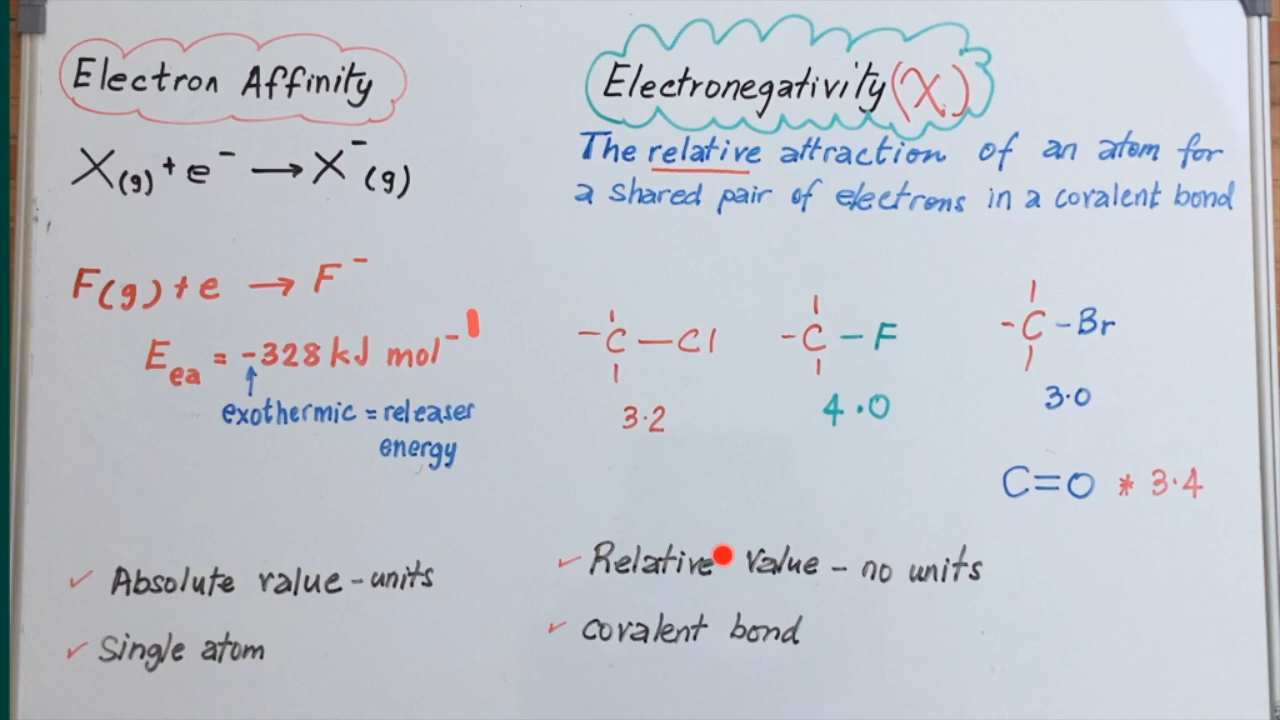 Electron Affinity
X(g) + e⁻ → X⁻(g)
F(g) + e → F⁻
E_ea = -328 kJ mol⁻¹
exothermic = releaser
energy
✓ Absolute value - units
✓ Single atom
Electronegativity (χ)
The relative attraction of an atom for
a shared pair of electrons in a covalent bond
-C-Cl -C-F -C-Br
3.2 4.0 3.0
C=O * 3.4
✓ Relative value - no units
✓ covalent bond